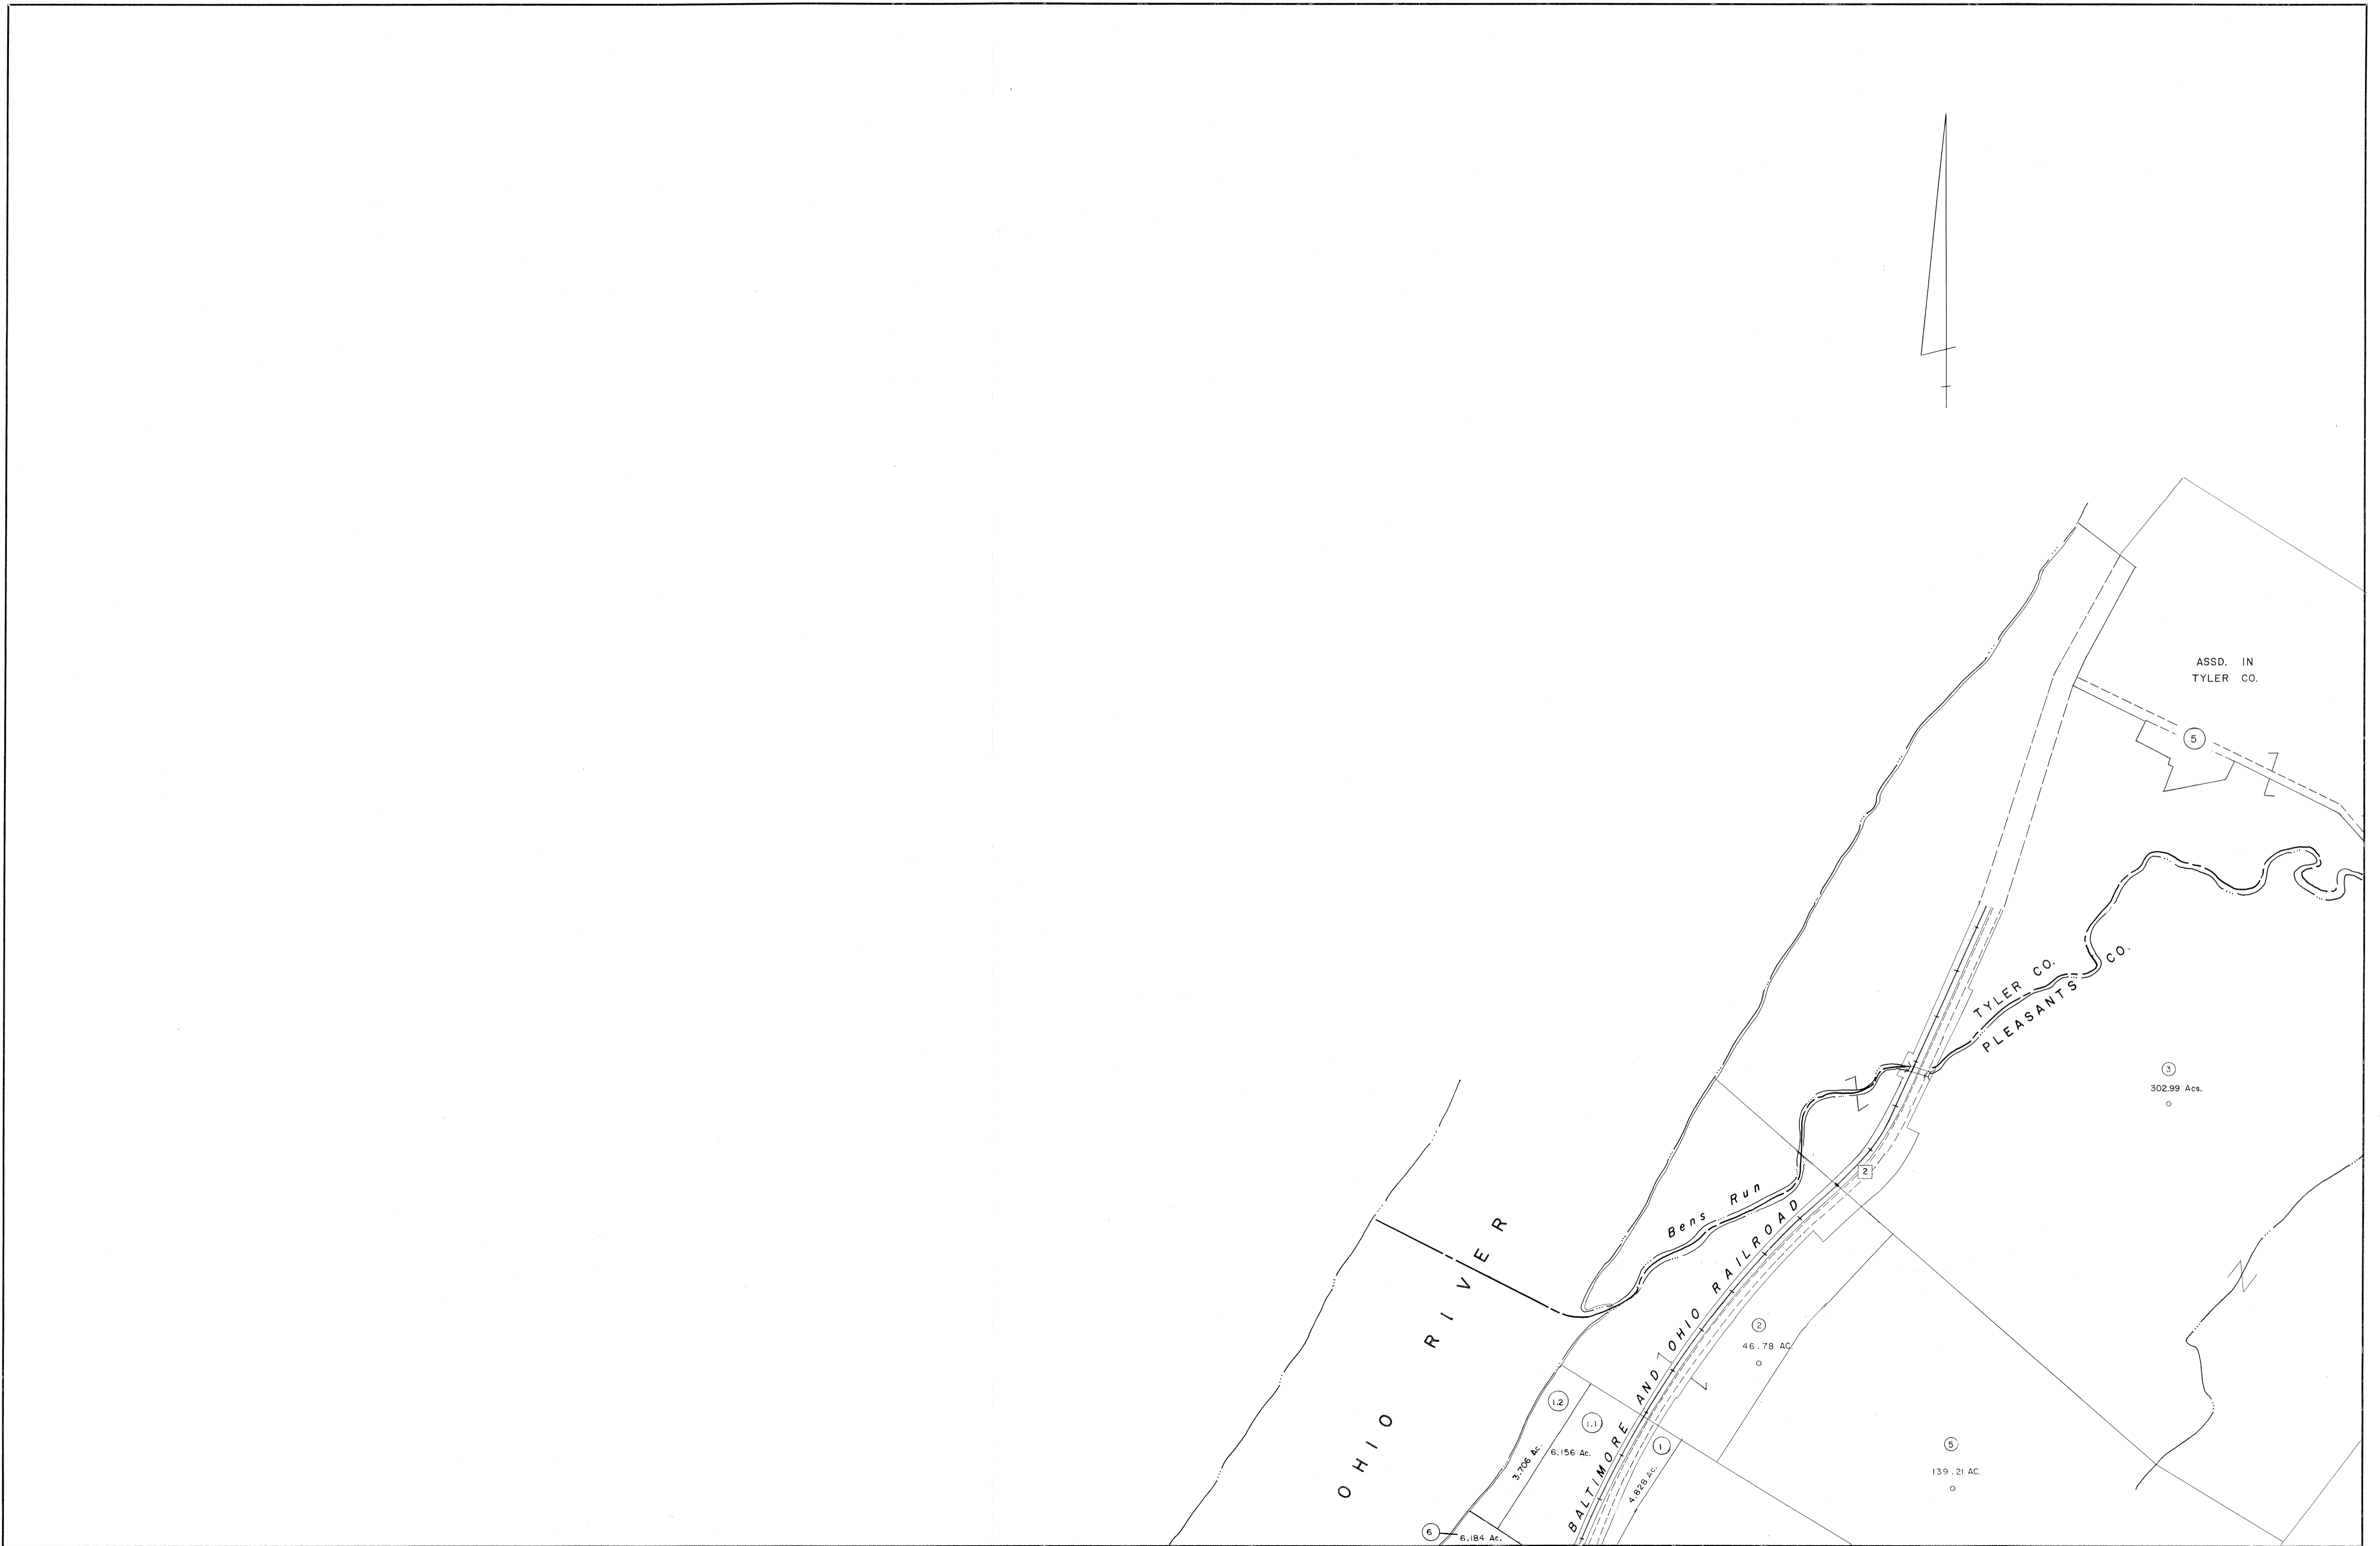 ASSD. IN
TYLER CO.
5
TYLER CO.
PLEASANTS CO.
3
302.99 Acs.
2
Bens Run
OHIO RIVER
BALTIMORE AND OHIO RAILROAD
2
46.78 AC.
1.2
3.706 Ac.
1.1
6.156 Ac.
1
4.828 Ac.
5
139.21 AC.
6
6.184 Ac.